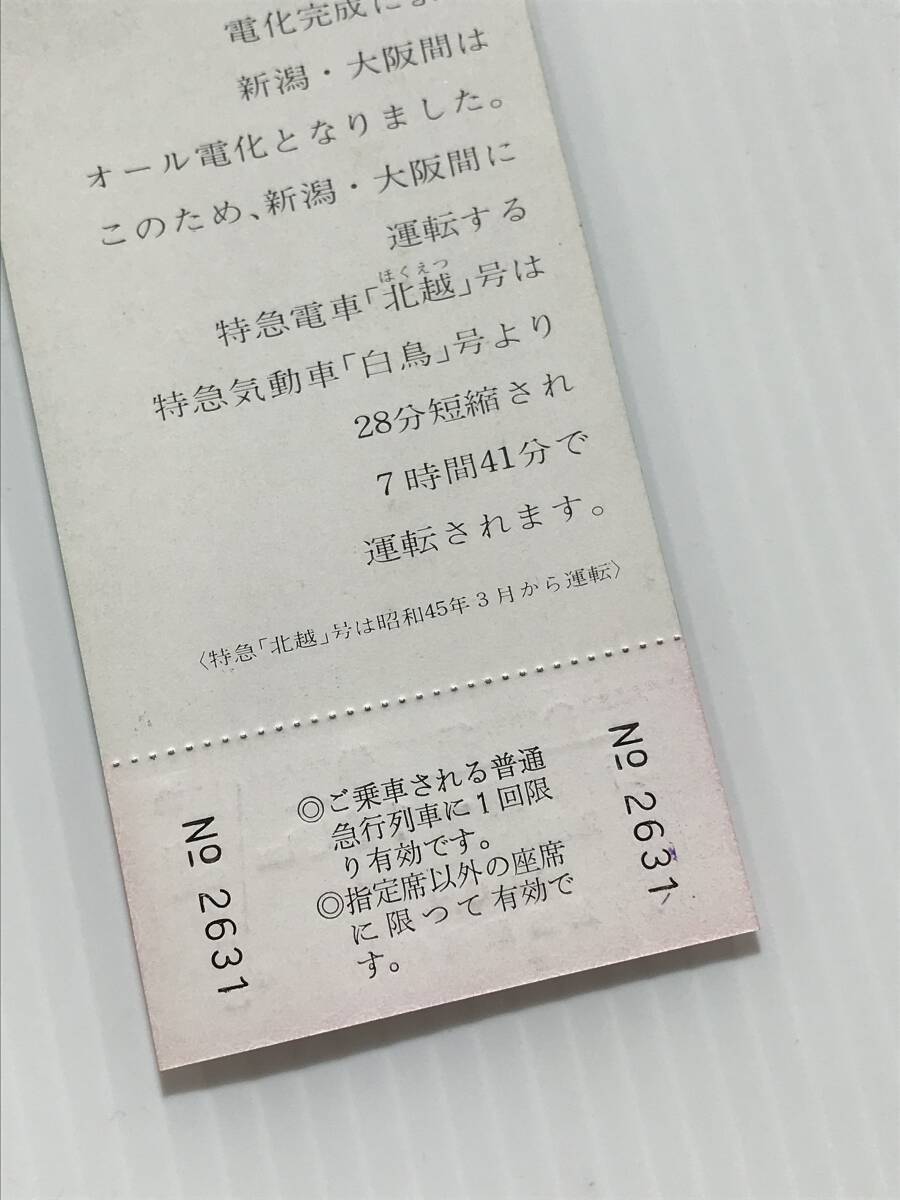 電化完成に
新潟・大阪間は
オール電化となりました。
このため、新潟・大阪間に
運転する
ほくえつ
特急電車「北越」号は
特急気動車「白鳥」号より
28分短縮され
7時間41分で
運転されます。
〈特急「北越」号は昭和45年3月から運転〉
◎ご乗車される普通
急行列車に1回限
り有効です。
◎指定席以外の座席
に限つて有効で
す。
№ 2631
№ 2631